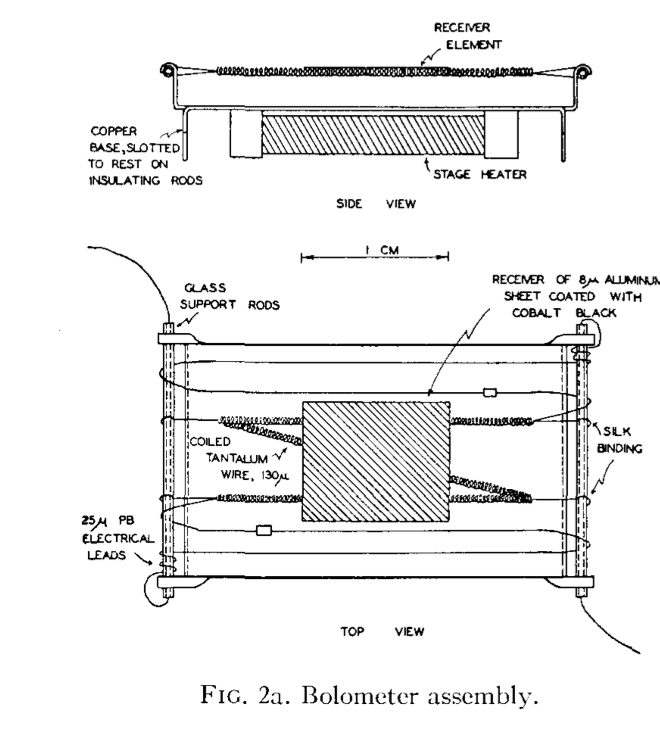 RECEIVER
ELEMENT
COPPER
BASE, SLOTTED
TO REST ON
INSULATING RODS
STAGE HEATER
SIDE VIEW
1 CM
GLASS
SUPPORT RODS
RECEIVER OF 8µ ALUMINUM
SHEET COATED WITH
COBALT BLACK
COILED
TANTALUM
WIRE, 130µ
SILK
BINDING
25µ PB
ELECTRICAL
LEADS
TOP VIEW
FIG. 2a. Bolometer assembly.